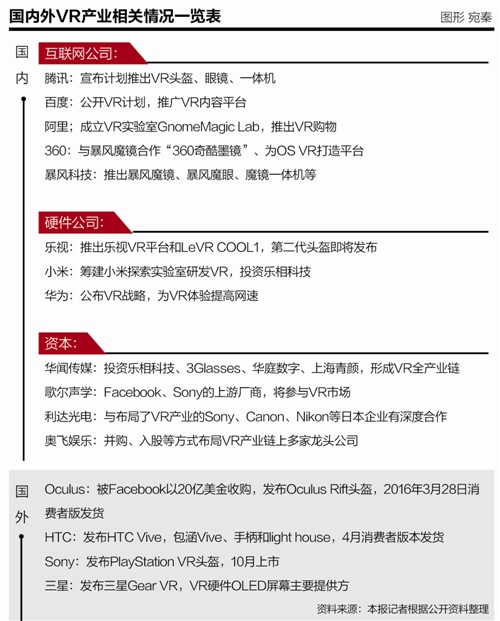 国内外VR产业相关情况一览表
图形 宛秦
国内
互联网公司：
腾讯：宣布计划推出VR头盔、眼镜、一体机
百度：公开VR计划，推广VR内容平台
阿里；成立VR实验室GnomeMagic Lab，推出VR购物
360：与暴风魔镜合作“360奇酷墨镜”、为OS VR打造平台
暴风科技：推出暴风魔镜、暴风魔眼、魔镜一体机等
硬件公司：
乐视：推出乐视VR平台和LeVR COOL1，第二代头盔即将发布
小米：筹建小米探索实验室研发VR，投资乐相科技
华为：公布VR战略，为VR体验提高网速
资本：
华闻传媒：投资乐相科技、3Glasses、华庭数字、上海青颜，形成VR全产业链
歌尔声学：Facebook、Sony的上游厂商，将参与VR市场
利达光电：与布局了VR产业的Sony、Canon、Nikon等日本企业有深度合作
奥飞娱乐：并购、入股等方式布局VR产业链上多家龙头公司
国外
Oculus：被Facebook以20亿美金收购，发布Oculus Rift头盔，2016年3月28日消
费者版发货
HTC：发布HTC Vive，包涵Vive、手柄和light house，4月消费者版本发货
Sony：发布PlayStation VR头盔，10月上市
三星：发布三星Gear VR，VR硬件OLED屏幕主要提供方
资料来源：本报记者根据公开资料整理